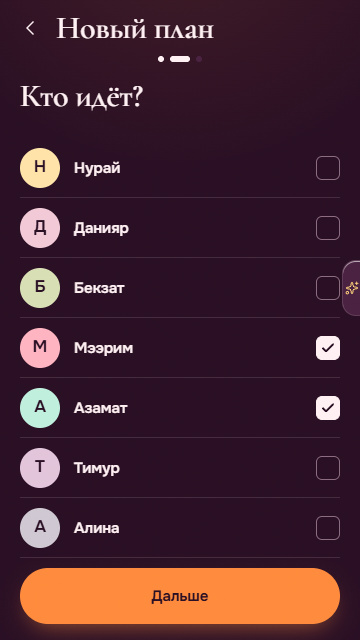 Новый план
Кто идёт?
Н Нурай
Д Данияр
Б Бекзат
М Мээрим
А Азамат
Т Тимур
А Алина
Дальше